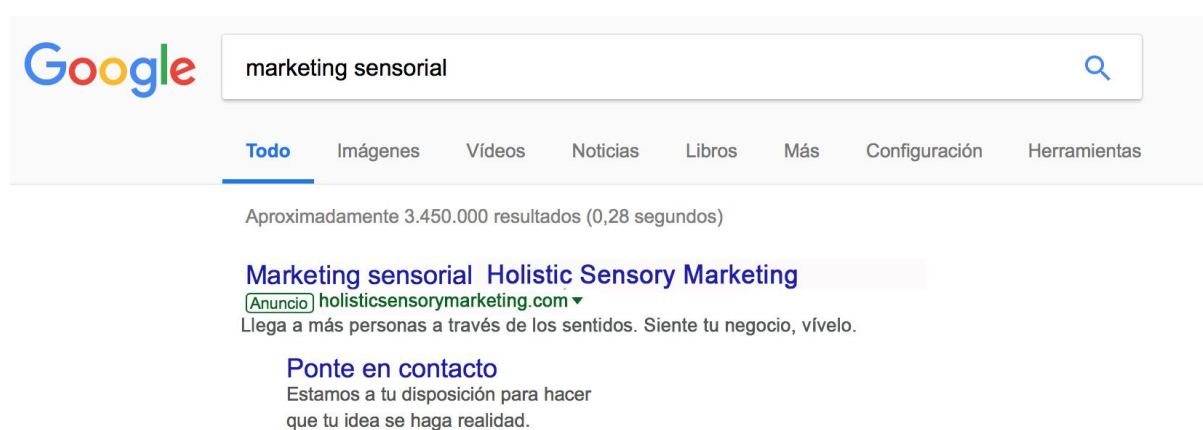 Google marketing sensorial
Todo Imágenes Vídeos Noticias Libros Más Configuración Herramientas
Aproximadamente 3.450.000 resultados (0,28 segundos)
Marketing sensorial Holistic Sensory Marketing
Anuncio holisticsensorymarketing.com
Llega a más personas a través de los sentidos. Siente tu negocio, vívelo.
Ponte en contacto
Estamos a tu disposición para hacer
que tu idea se haga realidad.